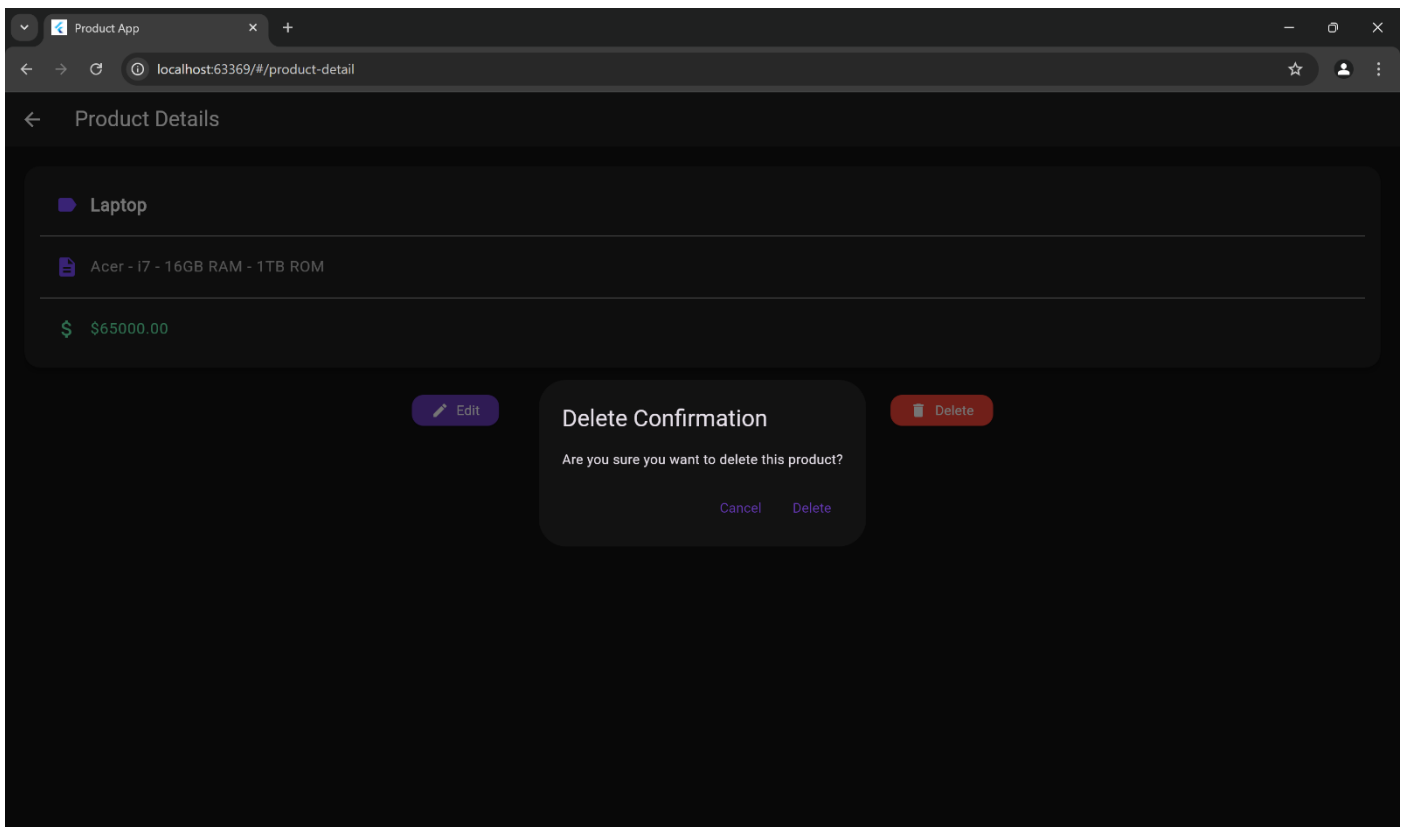 Product App
localhost:63369/#/product-detail
Product Details
Laptop
Acer - i7 - 16GB RAM - 1TB ROM
$65000.00
Edit
Delete
Delete Confirmation
Are you sure you want to delete this product?
Cancel Delete